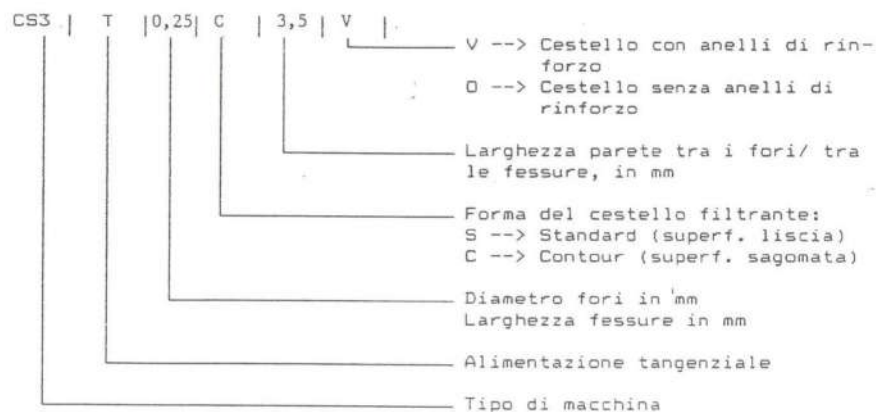 CS3 | T | 0,25 | C | 3,5 | V |
V --> Cestello con anelli di rin-
forzo
O --> Cestello senza anelli di
rinforzo
Larghezza parete tra i fori/ tra
le fessure, in mm
Forma del cestello filtrante:
S --> Standard (superf. liscia)
C --> Contour (superf. sagomata)
Diametro fori in mm
Larghezza fessure in mm
Alimentazione tangenziale
Tipo di macchina